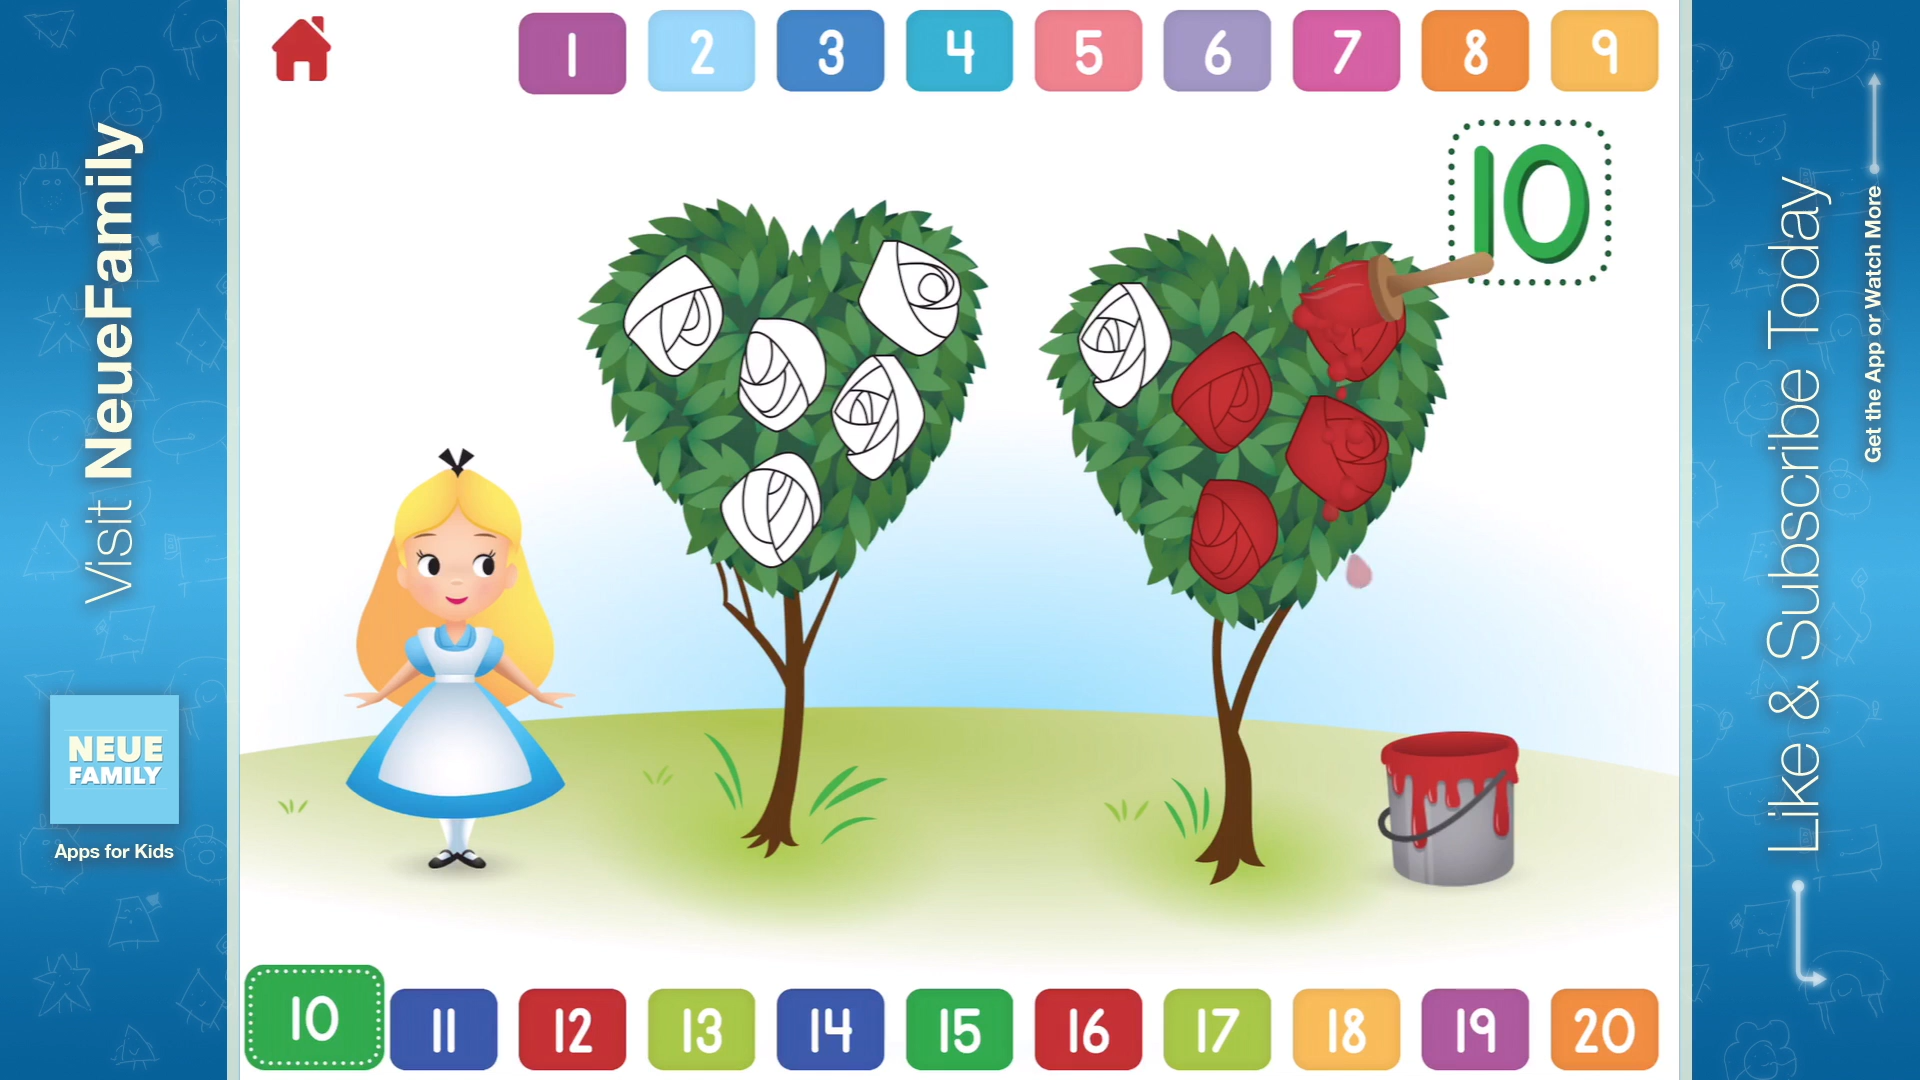 1 2 3 4 5 6 7 8 9
10
10 11 12 13 14 15 16 17 18 19 20
Visit NeueFamily
NEUE
FAMILY
Apps for Kids
Like & Subscribe Today
Get the App or Watch More